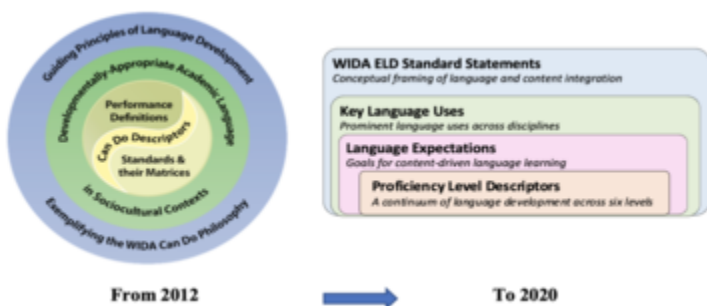 Guiding Principles of Language Development
Developmentally-Appropriate Academic Language
Performance
Definitions
Can Do Descriptors
Standards &
their Matrices
in Sociocultural Contexts
Exemplifying the WIDA Can Do Philosophy
WIDA ELD Standard Statements
Conceptual framing of language and content integration
Key Language Uses
Prominent language uses across disciplines
Language Expectations
Goals for content-driven language learning
Proficiency Level Descriptors
A continuum of language development across six levels
From 2012
To 2020